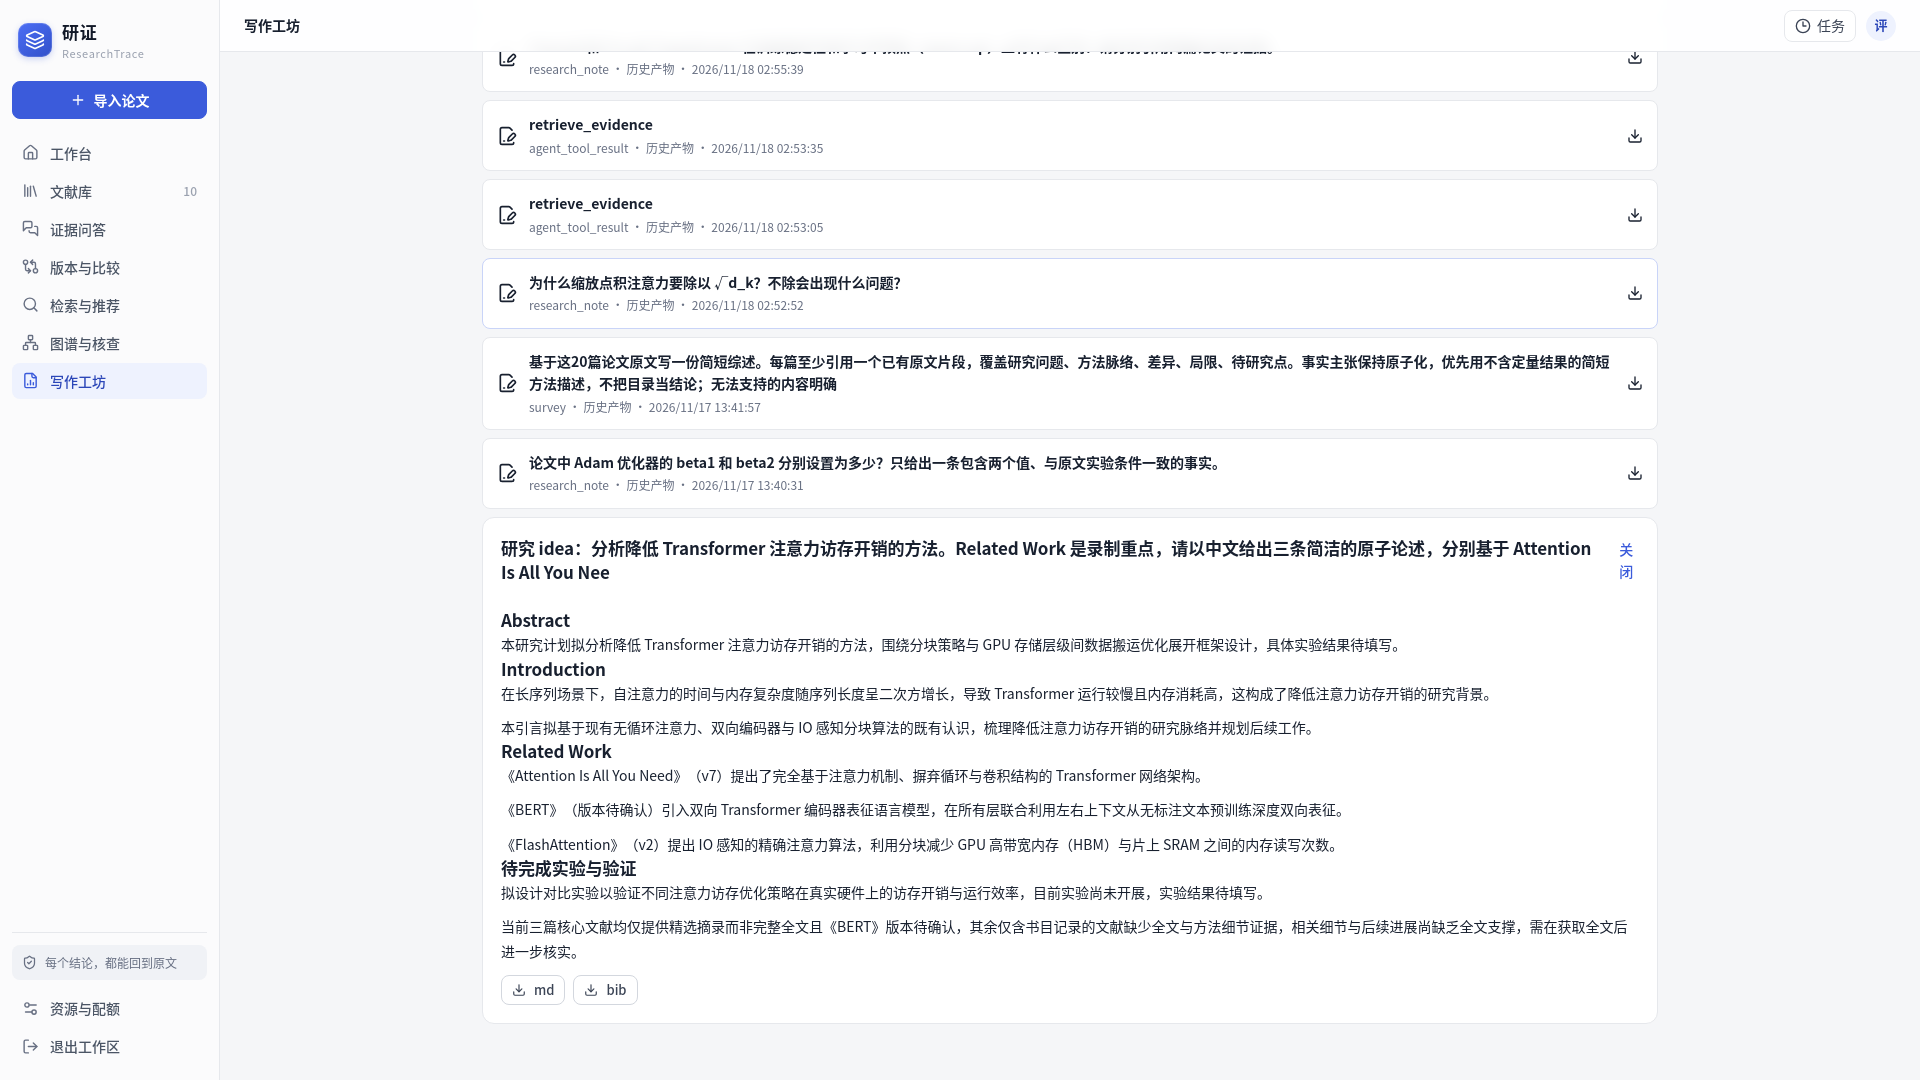 研证
ResearchTrace
导入论文
工作台
文献库 10
证据问答
版本与比较
检索与推荐
图谱与核查
写作工坊
每个结论，都能回到原文
资源与配额
退出工作区
写作工坊
任务
评
research_note · 历史产物 · 2026/11/18 02:55:39
retrieve_evidence
agent_tool_result · 历史产物 · 2026/11/18 02:53:35
retrieve_evidence
agent_tool_result · 历史产物 · 2026/11/18 02:53:05
为什么缩放点积注意力要除以 √d_k？不除会出现什么问题？
research_note · 历史产物 · 2026/11/18 02:52:52
基于这20篇论文原文写一份简短综述。每篇至少引用一个已有原文片段，覆盖研究问题、方法脉络、差异、局限、待研究点。事实主张保持原子化，优先用不含定量结果的简短
方法描述，不把目录当结论；无法支持的内容明确
survey · 历史产物 · 2026/11/17 13:41:57
论文中 Adam 优化器的 beta1 和 beta2 分别设置为多少？只给出一条包含两个值、与原文实验条件一致的事实。
research_note · 历史产物 · 2026/11/17 13:40:31
研究 idea：分析降低 Transformer 注意力访存开销的方法。Related Work 是录制重点，请以中文给出三条简洁的原子论述，分别基于 Attention
Is All You Nee
关
闭
Abstract
本研究计划拟分析降低 Transformer 注意力访存开销的方法，围绕分块策略与 GPU 存储层级间数据搬运优化展开框架设计，具体实验结果待填写。
Introduction
在长序列场景下，自注意力的时间与内存复杂度随序列长度呈二次方增长，导致 Transformer 运行较慢且内存消耗高，这构成了降低注意力访存开销的研究背景。
本引言拟基于现有无循环注意力、双向编码器与 IO 感知分块算法的既有认识，梳理降低注意力访存开销的研究脉络并规划后续工作。
Related Work
《Attention Is All You Need》（v7）提出了完全基于注意力机制、摒弃循环与卷积结构的 Transformer 网络架构。
《BERT》（版本待确认）引入双向 Transformer 编码器表征语言模型，在所有层联合利用左右上下文从无标注文本预训练深度双向表征。
《FlashAttention》（v2）提出 IO 感知的精确注意力算法，利用分块减少 GPU 高带宽内存（HBM）与片上 SRAM 之间的内存读写次数。
待完成实验与验证
拟设计对比实验以验证不同注意力访存优化策略在真实硬件上的访存开销与运行效率，目前实验尚未开展，实验结果待填写。
当前三篇核心文献均仅提供精选摘录而非完整全文且《BERT》版本待确认，其余仅含书目记录的文献缺少全文与方法细节证据，相关细节与后续进展尚缺乏全文支撑，需在获取全文后
进一步核实。
md
bib